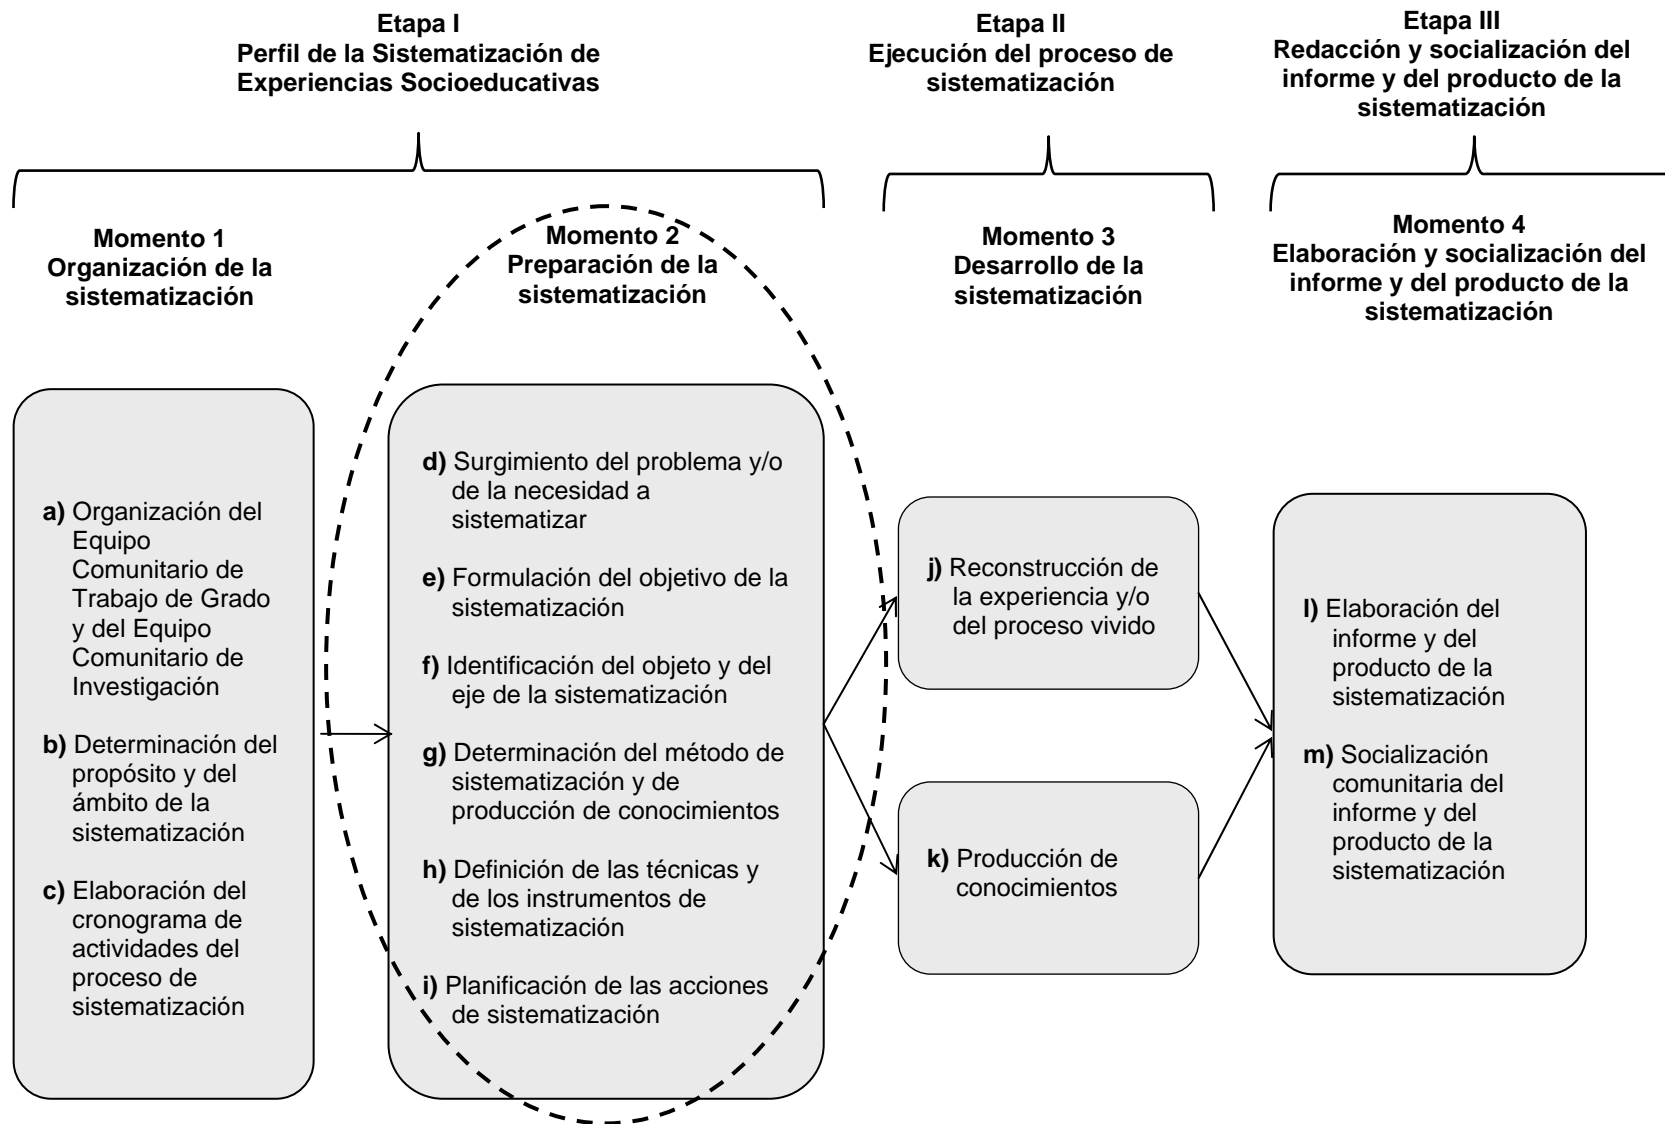 Etapa I
Perfil de la Sistematización de
Experiencias Socioeducativas
Etapa II
Ejecución del proceso de
sistematización
Etapa III
Redacción y socialización del
informe y del producto de la
sistematización
Momento 1
Organización de la
sistematización
Momento 2
Preparación de la
sistematización
Momento 3
Desarrollo de la
sistematización
Momento 4
Elaboración y socialización del
informe y del producto de la
sistematización
a) Organización del
Equipo
Comunitario de
Trabajo de Grado
y del Equipo
Comunitario de
Investigación
b) Determinación del
propósito y del
ámbito de la
sistematización
c) Elaboración del
cronograma de
actividades del
proceso de
sistematización
d) Surgimiento del problema y/o
de la necesidad a
sistematizar
e) Formulación del objetivo de la
sistematización
f) Identificación del objeto y del
eje de la sistematización
g) Determinación del método de
sistematización y de
producción de conocimientos
h) Definición de las técnicas y
de los instrumentos de
sistematización
i) Planificación de las acciones
de sistematización
j) Reconstrucción de
la experiencia y/o
del proceso vivido
k) Producción de
conocimientos
l) Elaboración del
informe y del
producto de la
sistematización
m) Socialización
comunitaria del
informe y del
producto de la
sistematización